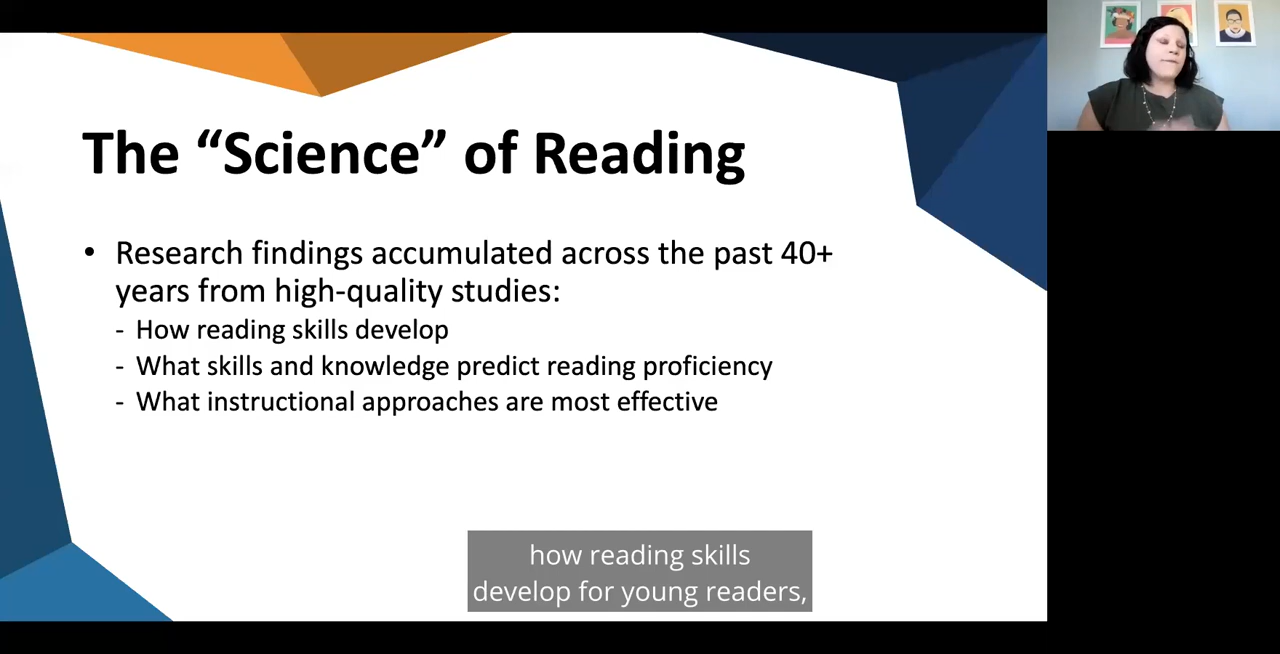 The “Science” of Reading
• Research findings accumulated across the past 40+
years from high-quality studies:
- How reading skills develop
- What skills and knowledge predict reading proficiency
- What instructional approaches are most effective
how reading skills
develop for young readers,